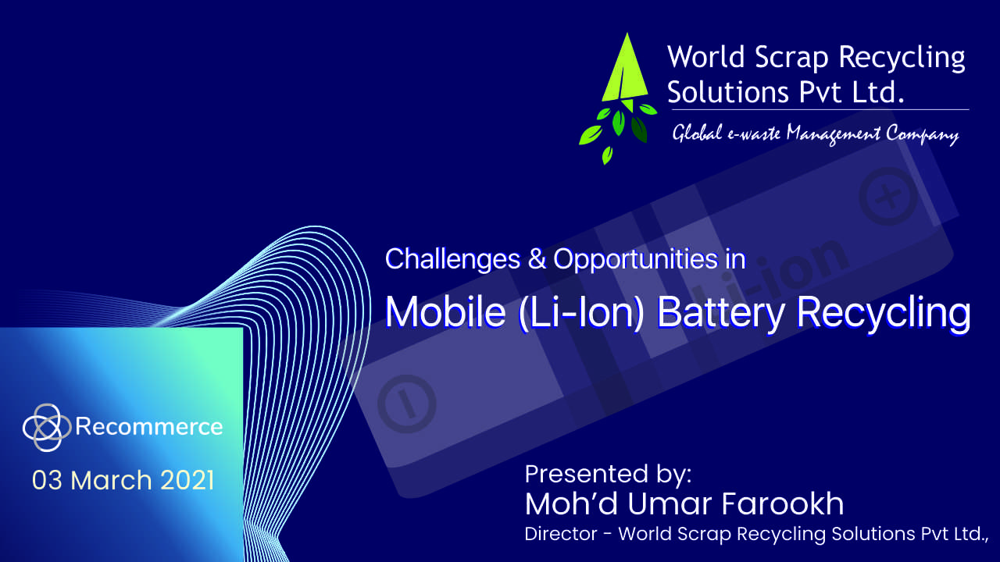 World Scrap Recycling
Solutions Pvt Ltd.
Global e-waste Management Company
Challenges & Opportunities in
Mobile (Li-Ion) Battery Recycling
Li-ion
Recommerce
03 March 2021
Presented by:
Moh’d Umar Farookh
Director - World Scrap Recycling Solutions Pvt Ltd.,